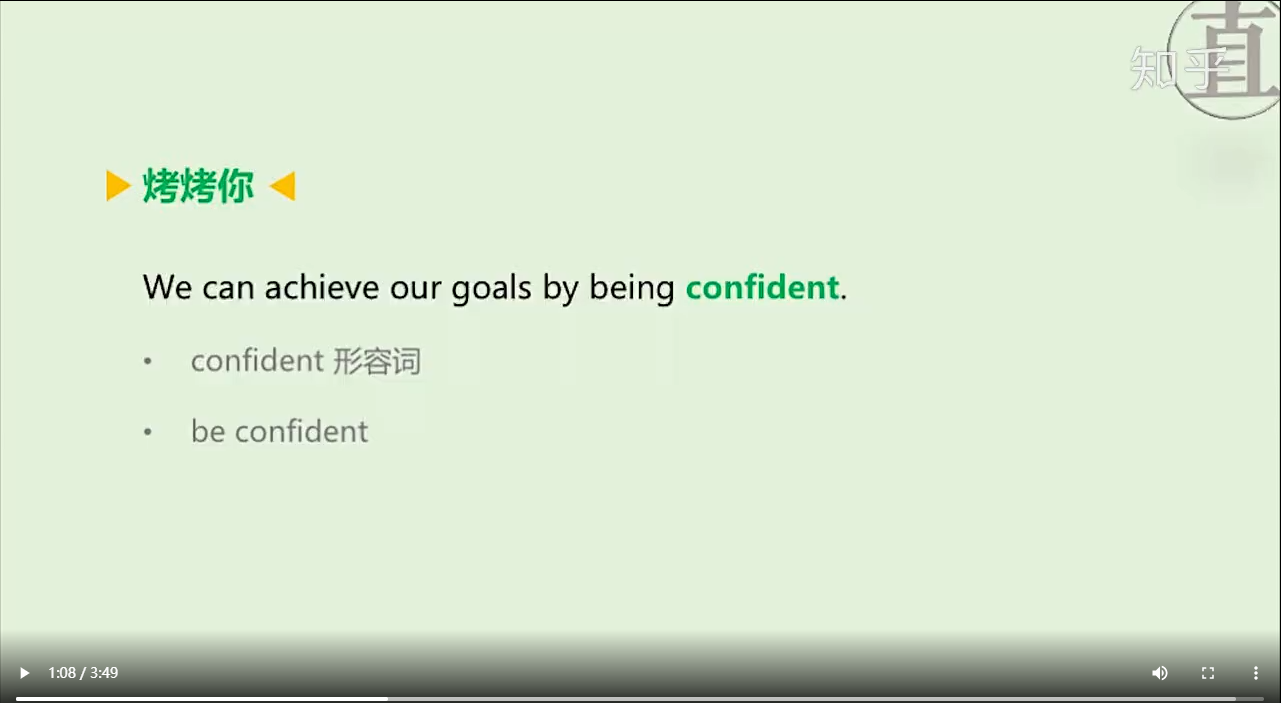 直
知乎
烤烤你
We can achieve our goals by being confident.
• confident 形容词
• be confident
1:08 / 3:49